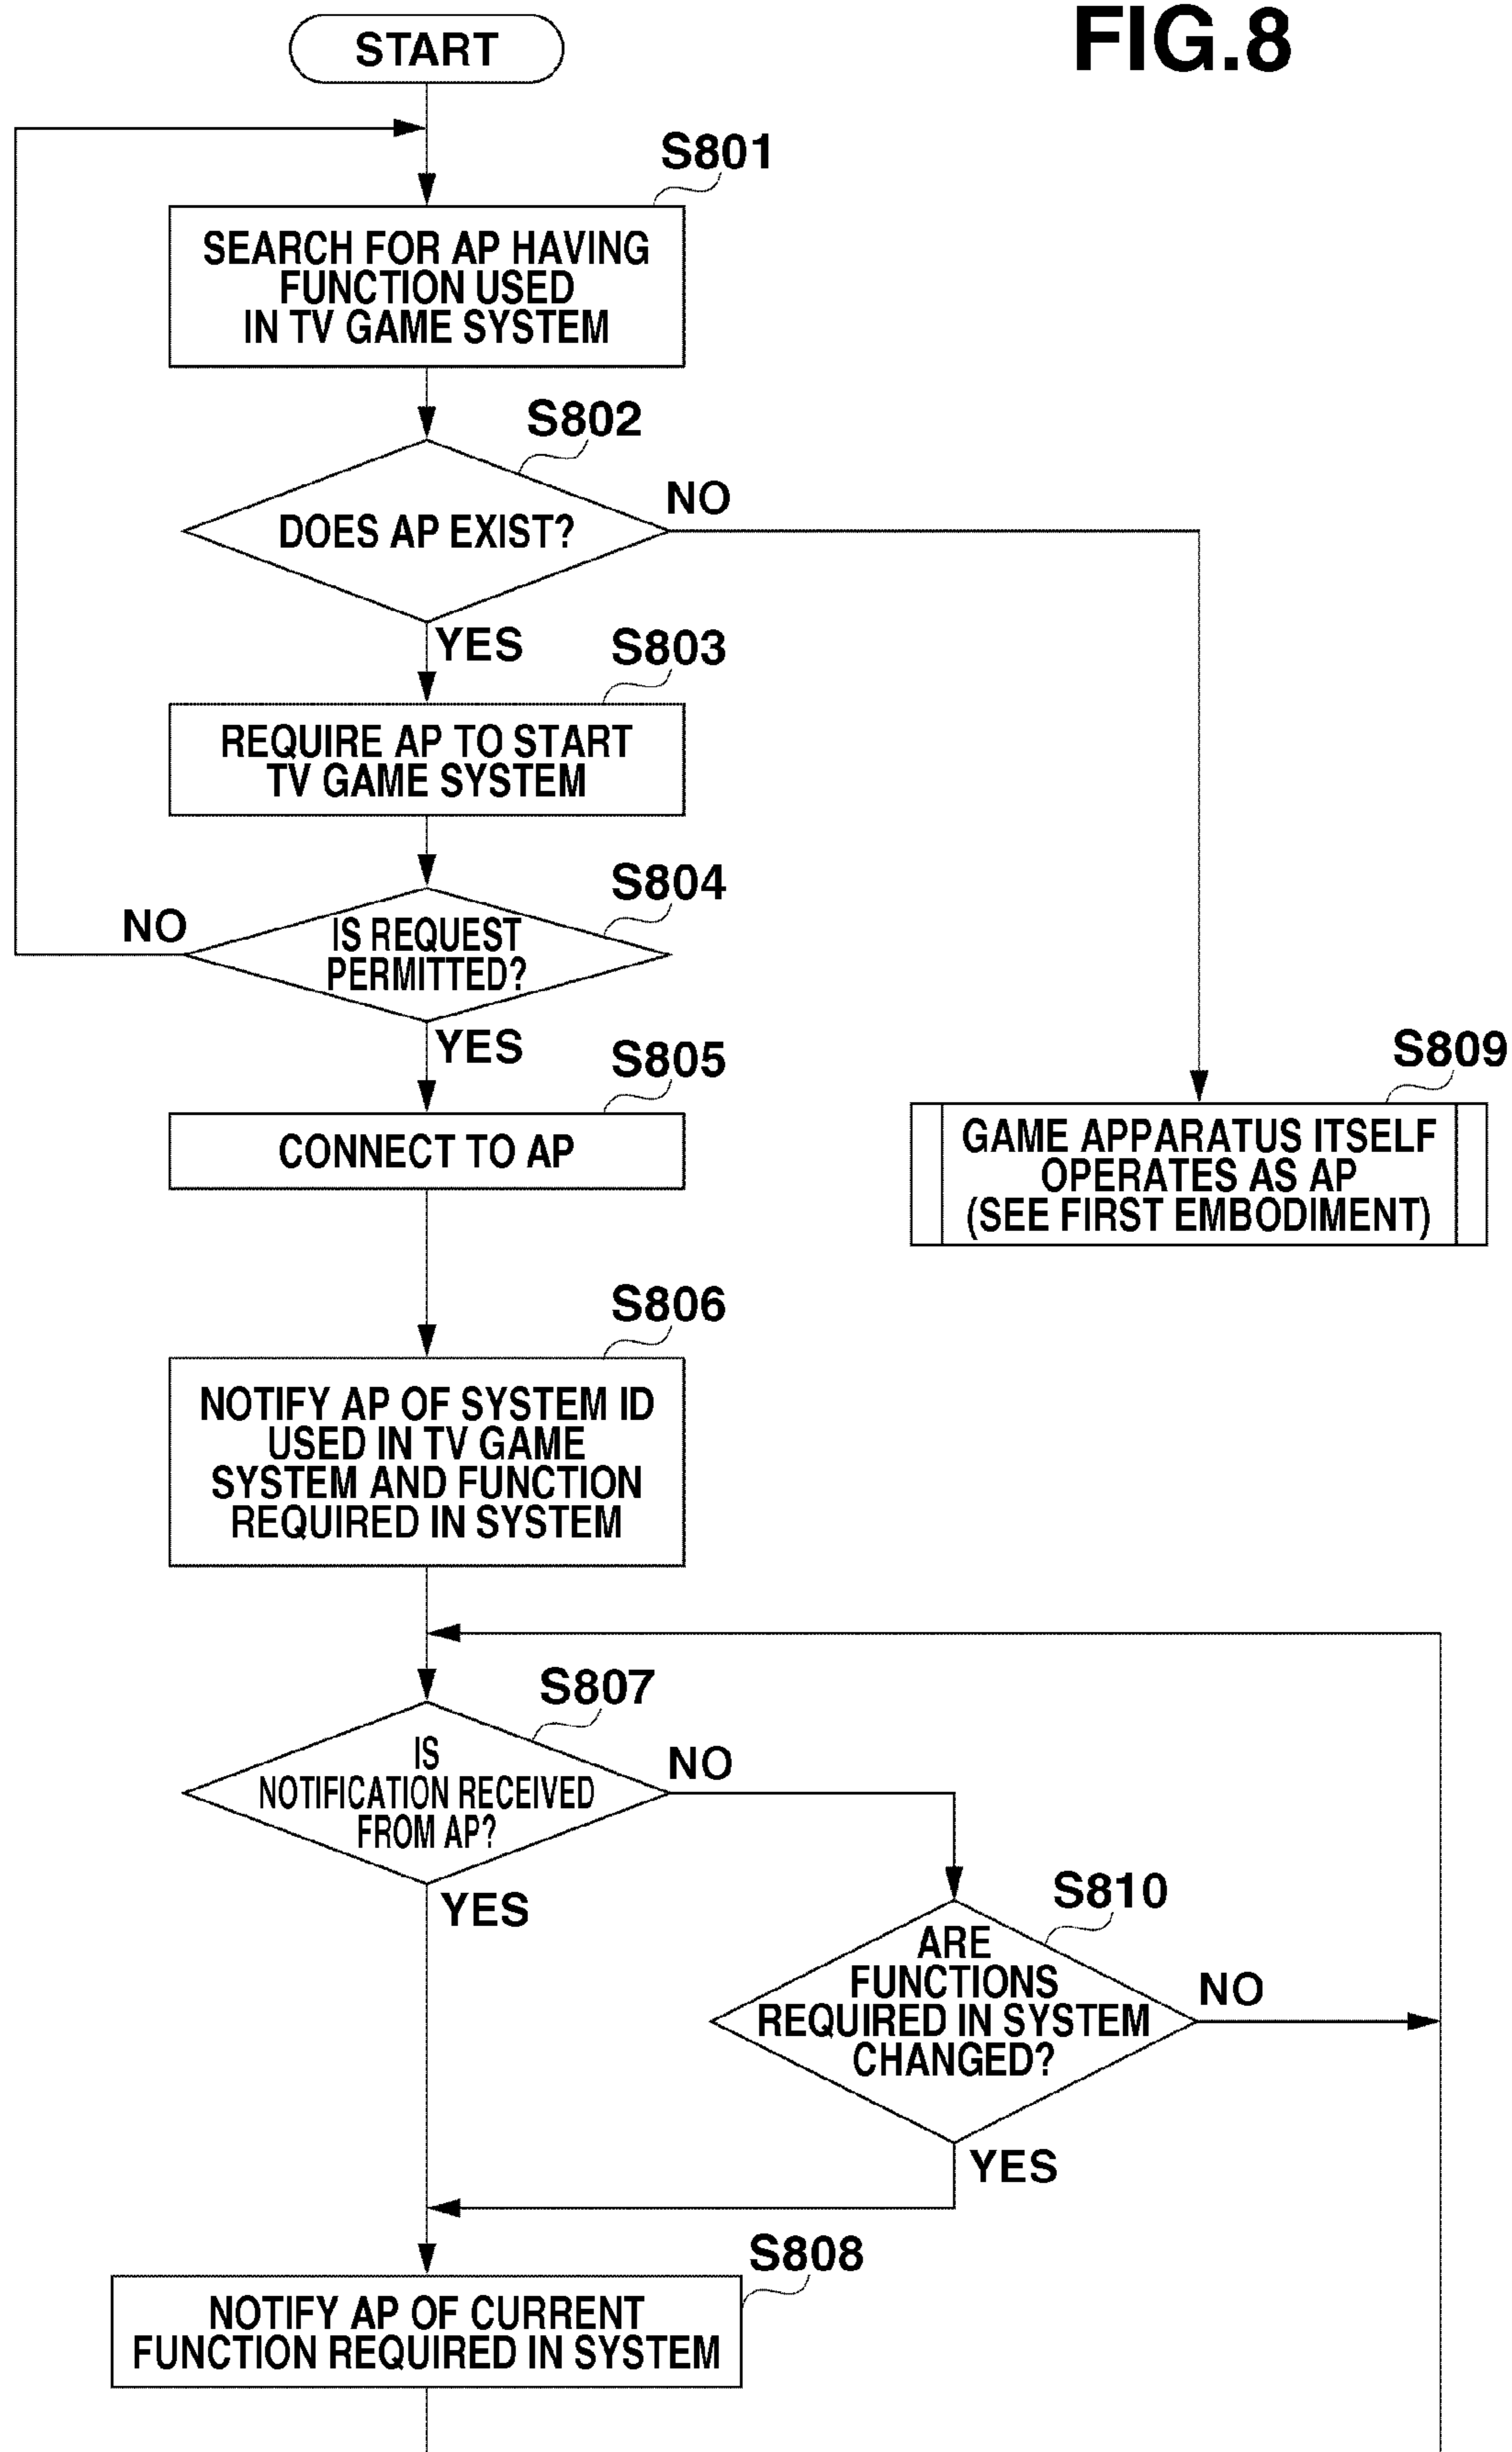 FIG.8
START
S801
SEARCH FOR AP HAVING
FUNCTION USED
IN TV GAME SYSTEM
S802
DOES AP EXIST?
NO
YES
S803
REQUIRE AP TO START
TV GAME SYSTEM
S804
IS REQUEST
PERMITTED?
NO
YES
S805
CONNECT TO AP
S809
GAME APPARATUS ITSELF
OPERATES AS AP
(SEE FIRST EMBODIMENT)
S806
NOTIFY AP OF SYSTEM ID
USED IN TV GAME
SYSTEM AND FUNCTION
REQUIRED IN SYSTEM
S807
IS
NOTIFICATION RECEIVED
FROM AP?
NO
YES
S810
ARE
FUNCTIONS
REQUIRED IN SYSTEM
CHANGED?
NO
YES
S808
NOTIFY AP OF CURRENT
FUNCTION REQUIRED IN SYSTEM